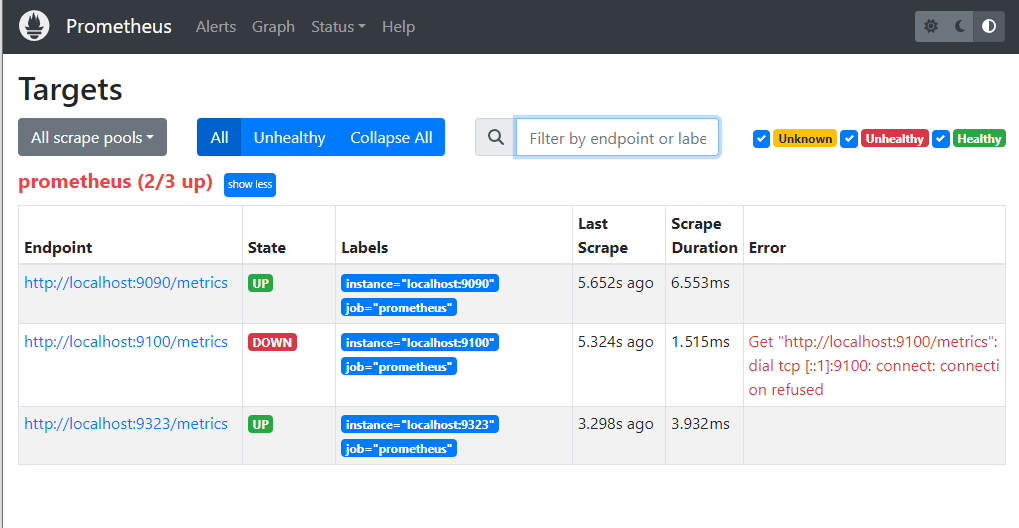 Prometheus Alerts Graph Status Help
Targets
All scrape pools All Unhealthy Collapse All Filter by endpoint or labe Unknown Unhealthy Healthy
prometheus (2/3 up) show less
Endpoint State Labels Last Scrape Scrape Duration Error
http://localhost:9090/metrics UP instance="localhost:9090" 5.652s ago 6.553ms
job="prometheus"
http://localhost:9100/metrics DOWN instance="localhost:9100" 5.324s ago 1.515ms Get "http://localhost:9100/metrics":
job="prometheus" dial tcp [::1]:9100: connect: connecti
on refused
http://localhost:9323/metrics UP instance="localhost:9323" 3.298s ago 3.932ms
job="prometheus"